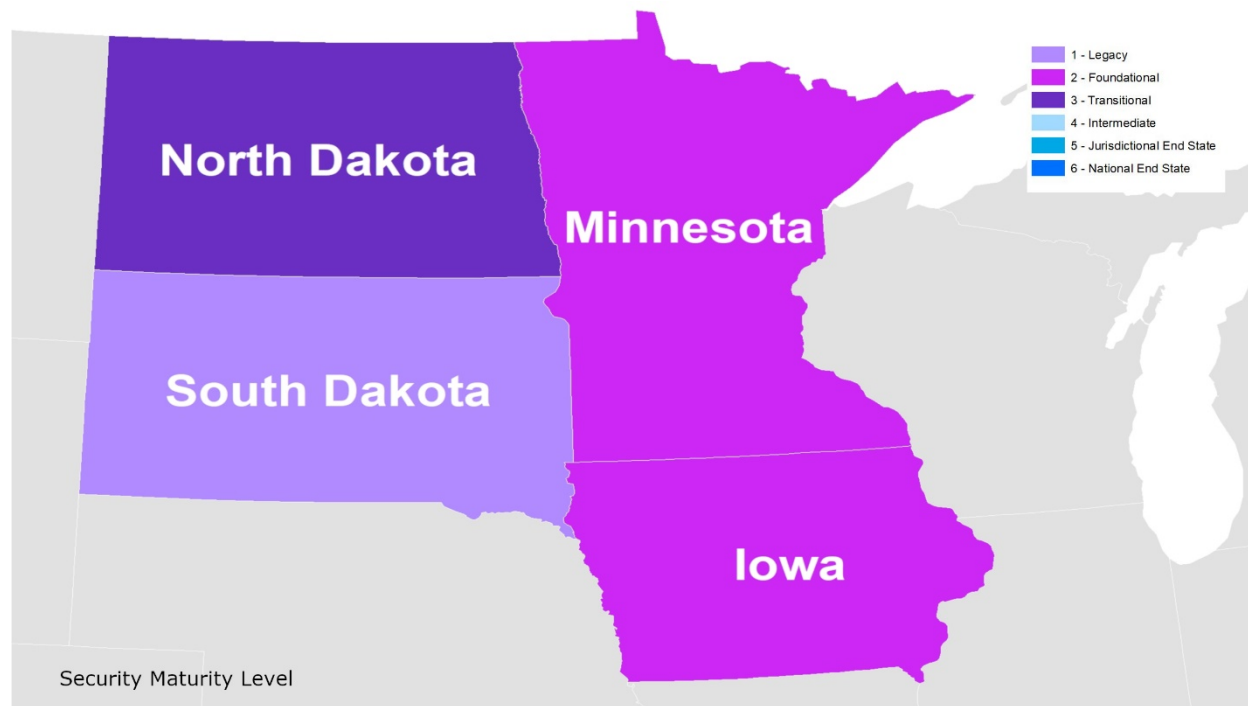 1 - Legacy
2 - Foundational
3 - Transitional
4 - Intermediate
5 - Jurisdictional End State
6 - National End State
North Dakota
Minnesota
South Dakota
Iowa
Security Maturity Level